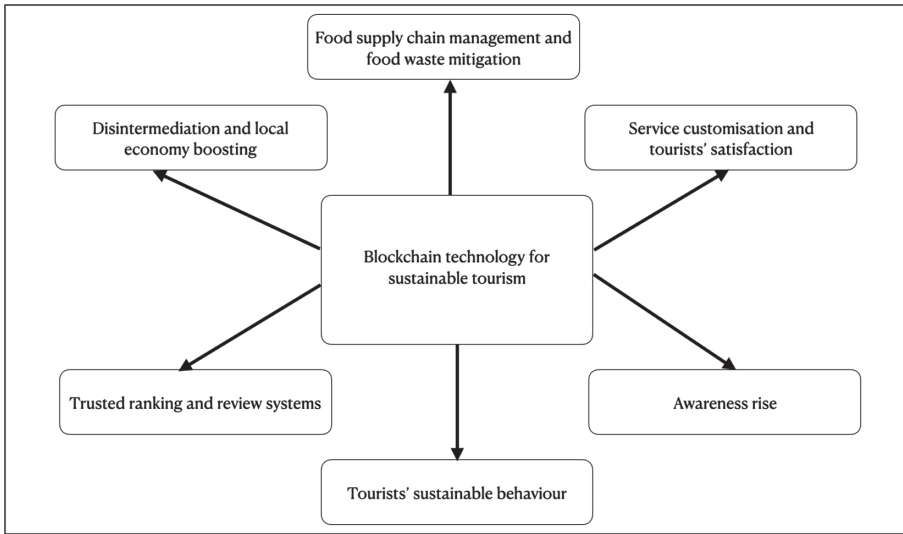 Food supply chain management and
food waste mitigation
Disintermediation and local
economy boosting
Service customisation and
tourists' satisfaction
Blockchain technology for
sustainable tourism
Trusted ranking and review systems
Awareness rise
Tourists' sustainable behaviour